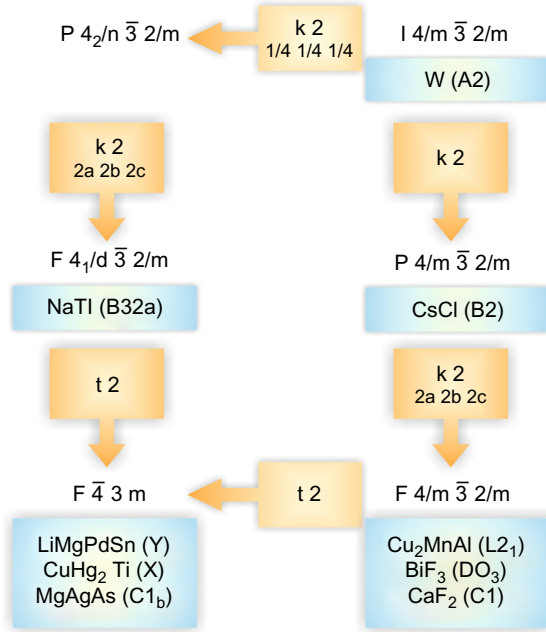 P 4₂/n 3̅ 2/m
k 2
1/4 1/4 1/4
I 4/m 3̅ 2/m
W (A2)
k 2
2a 2b 2c
k 2
F 4₁/d 3̅ 2/m
NaTl (B32a)
P 4/m 3̅ 2/m
CsCl (B2)
t 2
k 2
2a 2b 2c
F 4̅ 3 m
t 2
F 4/m 3̅ 2/m
LiMgPdSn (Y)
CuHg₂ Ti (X)
MgAgAs (C1b)
Cu₂MnAl (L2₁)
BiF₃ (DO₃)
CaF₂ (C1)